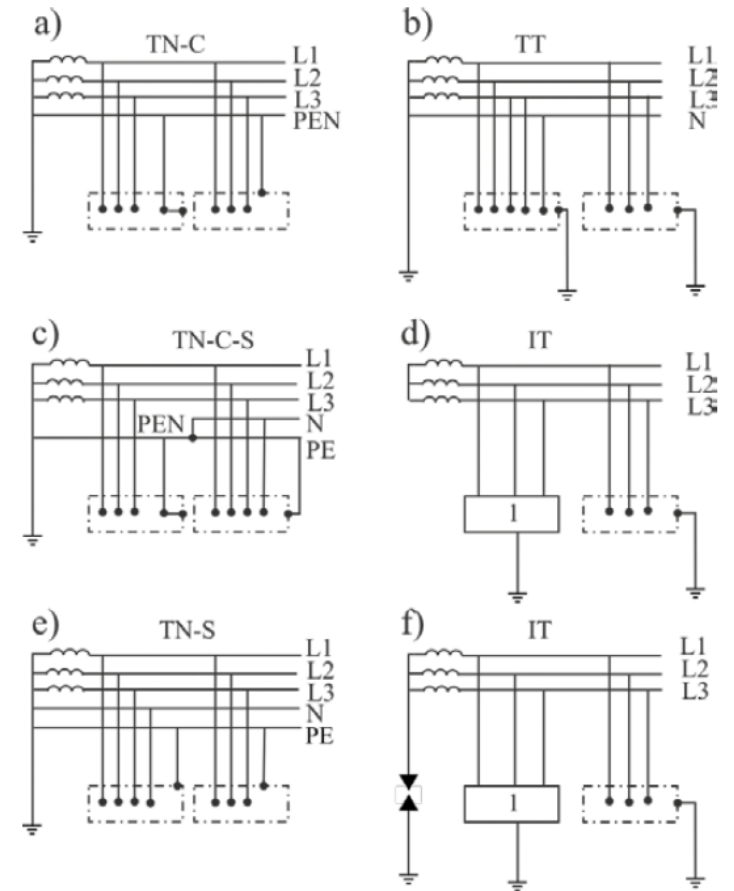 a)
TN-C
L1
L2
L3
PEN
b)
TT
L1
L2
L3
N
c)
TN-C-S
L1
L2
L3
PEN
N
PE
d)
IT
L1
L2
L3
1
e)
TN-S
L1
L2
L3
N
PE
f)
IT
L1
L2
L3
1